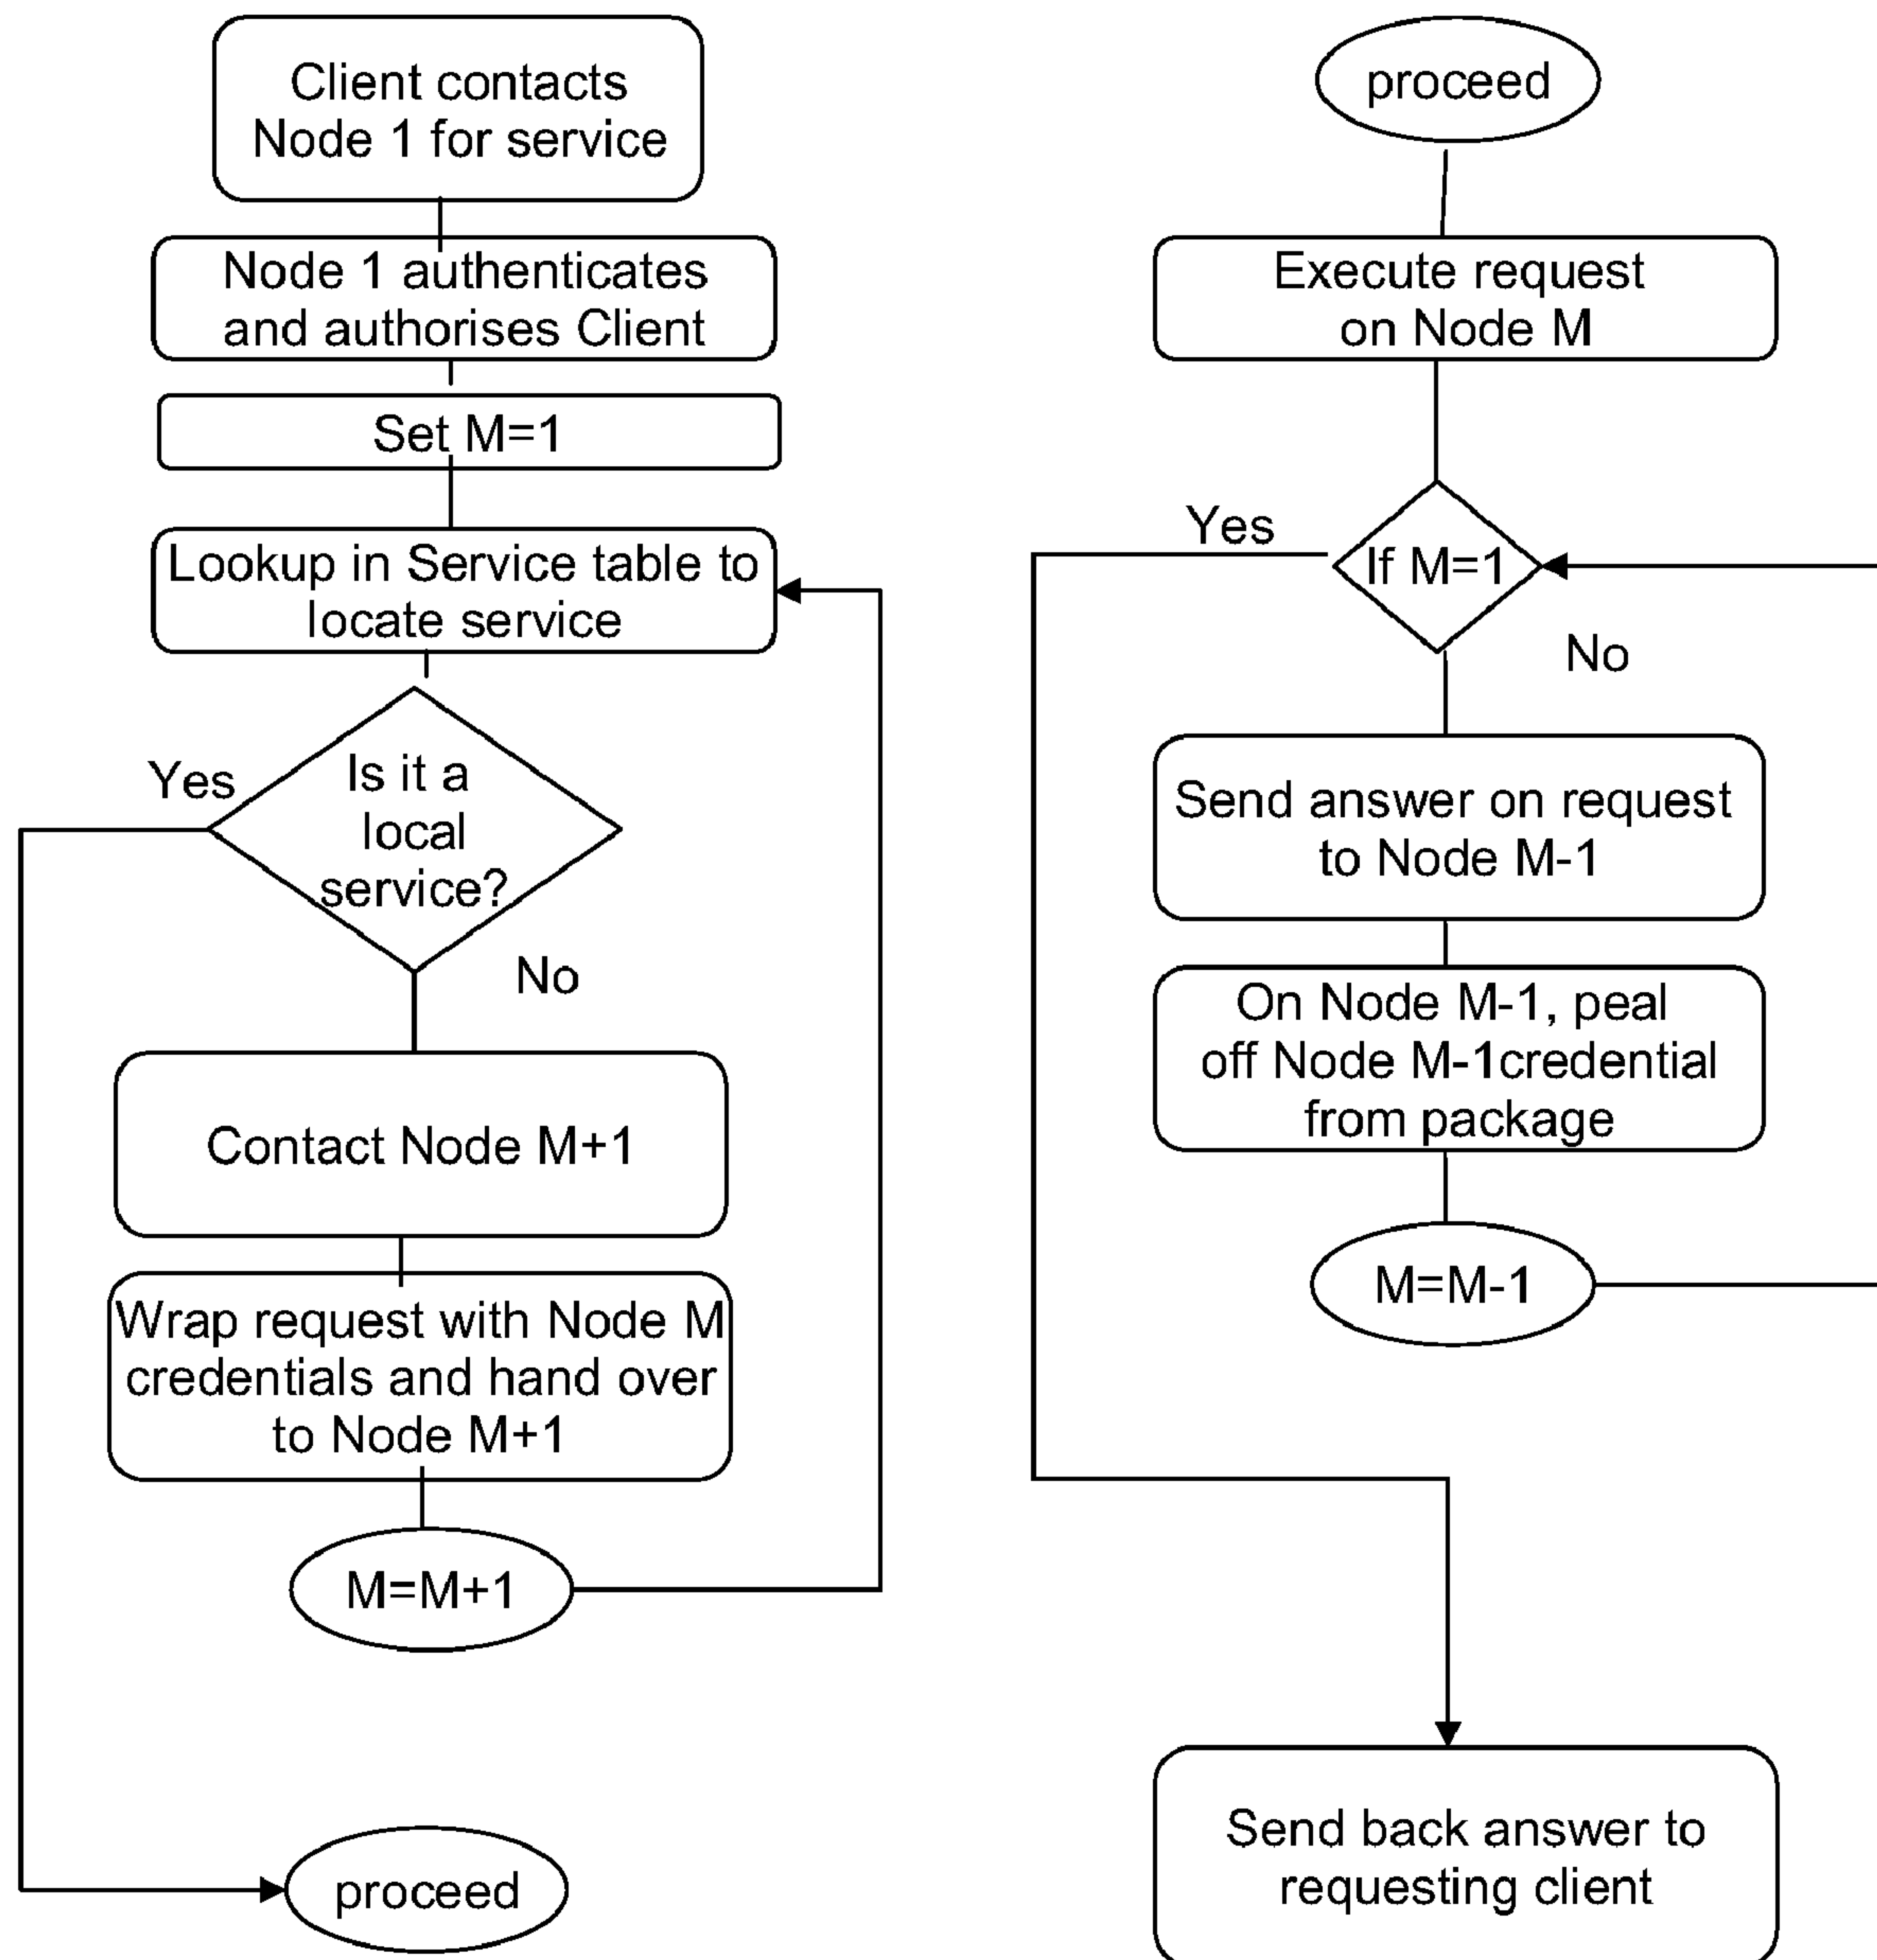 Client contacts
Node 1 for service
Node 1 authenticates
and authorises Client
Set M=1
Lookup in Service table to
locate service
Yes
Is it a
local
service?
No
Contact Node M+1
Wrap request with Node M
credentials and hand over
to Node M+1
M=M+1
proceed
proceed
Execute request
on Node M
Yes
If M=1
No
Send answer on request
to Node M-1
On Node M-1, peal
off Node M-1credential
from package
M=M-1
Send back answer to
requesting client